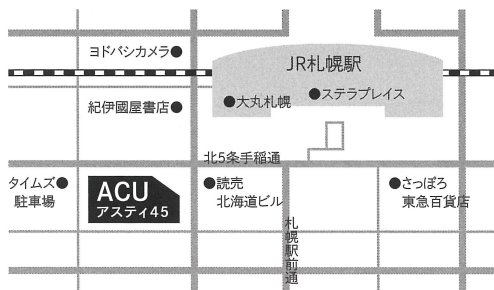 ヨドバシカメラ
JR札幌駅
ステラプレイス
大丸札幌
紀伊國屋書店
北5条手稲通
タイムズ
駐車場
ACU
アスティ45
読売
北海道ビル
さっぽろ
東急百貨店
札幌駅前通